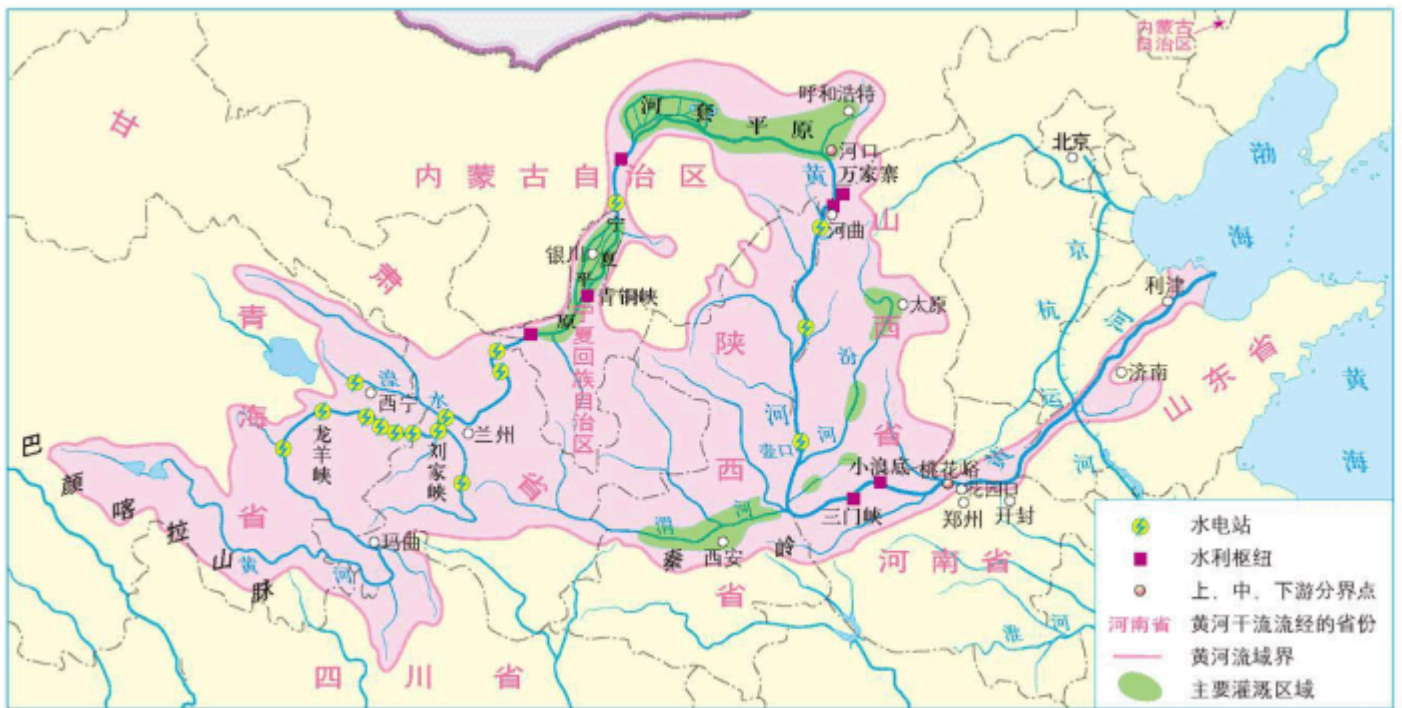 内蒙古
自治区
甘
肃
省
内蒙古自治区
河套平原
呼和浩特
河口
万家寨
黄
河曲
山
西
省
北京
渤
海
京
杭
运
河
利津
济南
山东省
黄
海
银川
宁
夏
平
原
青铜峡
宁夏回族自治区
太原
汾
河
陕
西
省
青
海
省
湟
水
西宁
兰州
龙羊峡
刘家峡
河
壶口
小浪底
桃花峪
花园口
黄
河
三门峡
郑州
开封
巴
颜
喀
拉
山
脉
玛曲
黄
河
渭
河
秦
西安
岭
河南省
淮
河
四川省
水电站
水利枢纽
上、中、下游分界点
河南省 黄河干流流经的省份
黄河流域界
主要灌溉区域